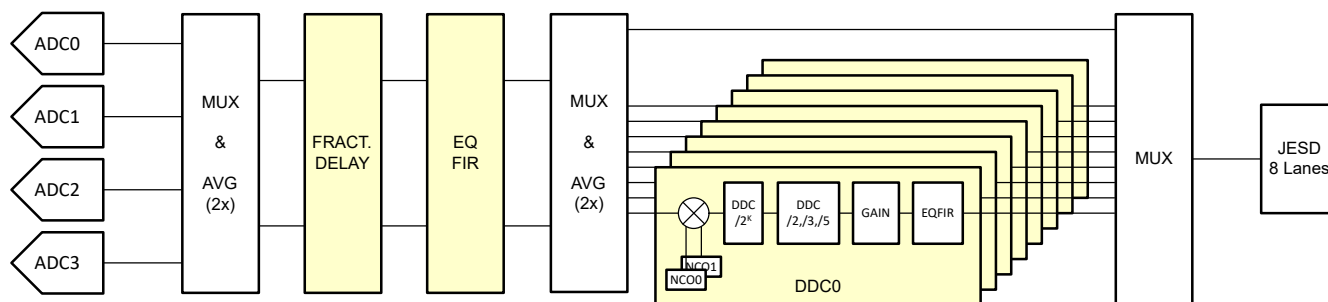 ADC0
ADC1
ADC2
ADC3
MUX
&
AVG
(2x)
FRACT.
DELAY
EQ
FIR
MUX
&
AVG
(2x)
DDC
/2ᴷ
DDC
/2,/3,/5
GAIN
EQFIR
NCO1
NCO0
DDC0
MUX
JESD
8 Lanes